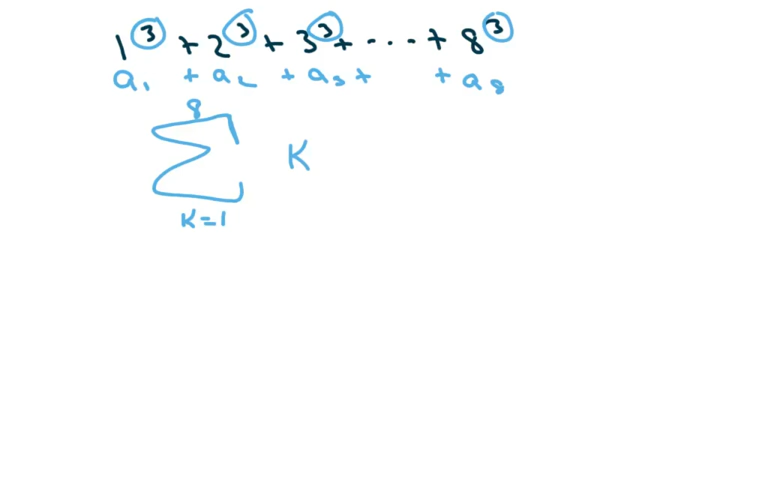 1³ + 2³ + 3³ + ... + 8³
a₁ + a₂ + a₃ + + a₈
8
Σ K
K=1